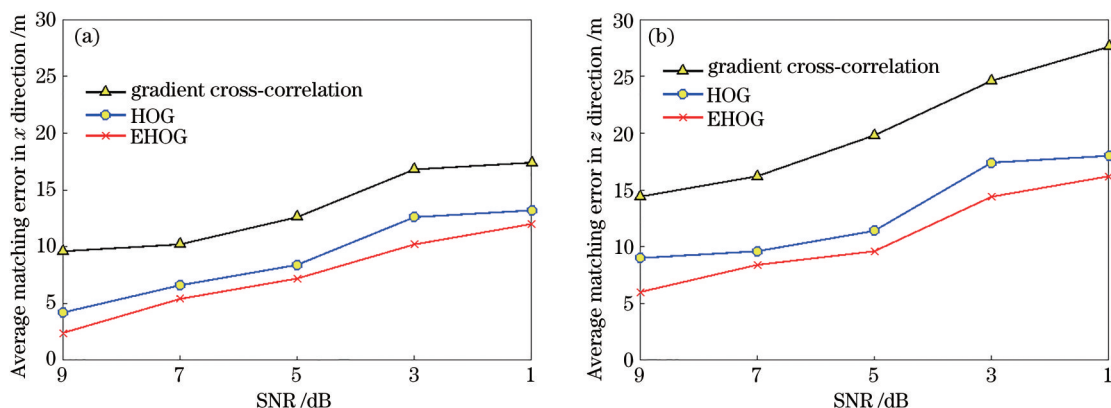 (a)
Average matching error in x direction /m
30
25
20
15
10
5
0
gradient cross-correlation
HOG
EHOG
9 7 5 3 1
SNR /dB
(b)
Average matching error in z direction /m
30
25
20
15
10
5
0
gradient cross-correlation
HOG
EHOG
9 7 5 3 1
SNR /dB